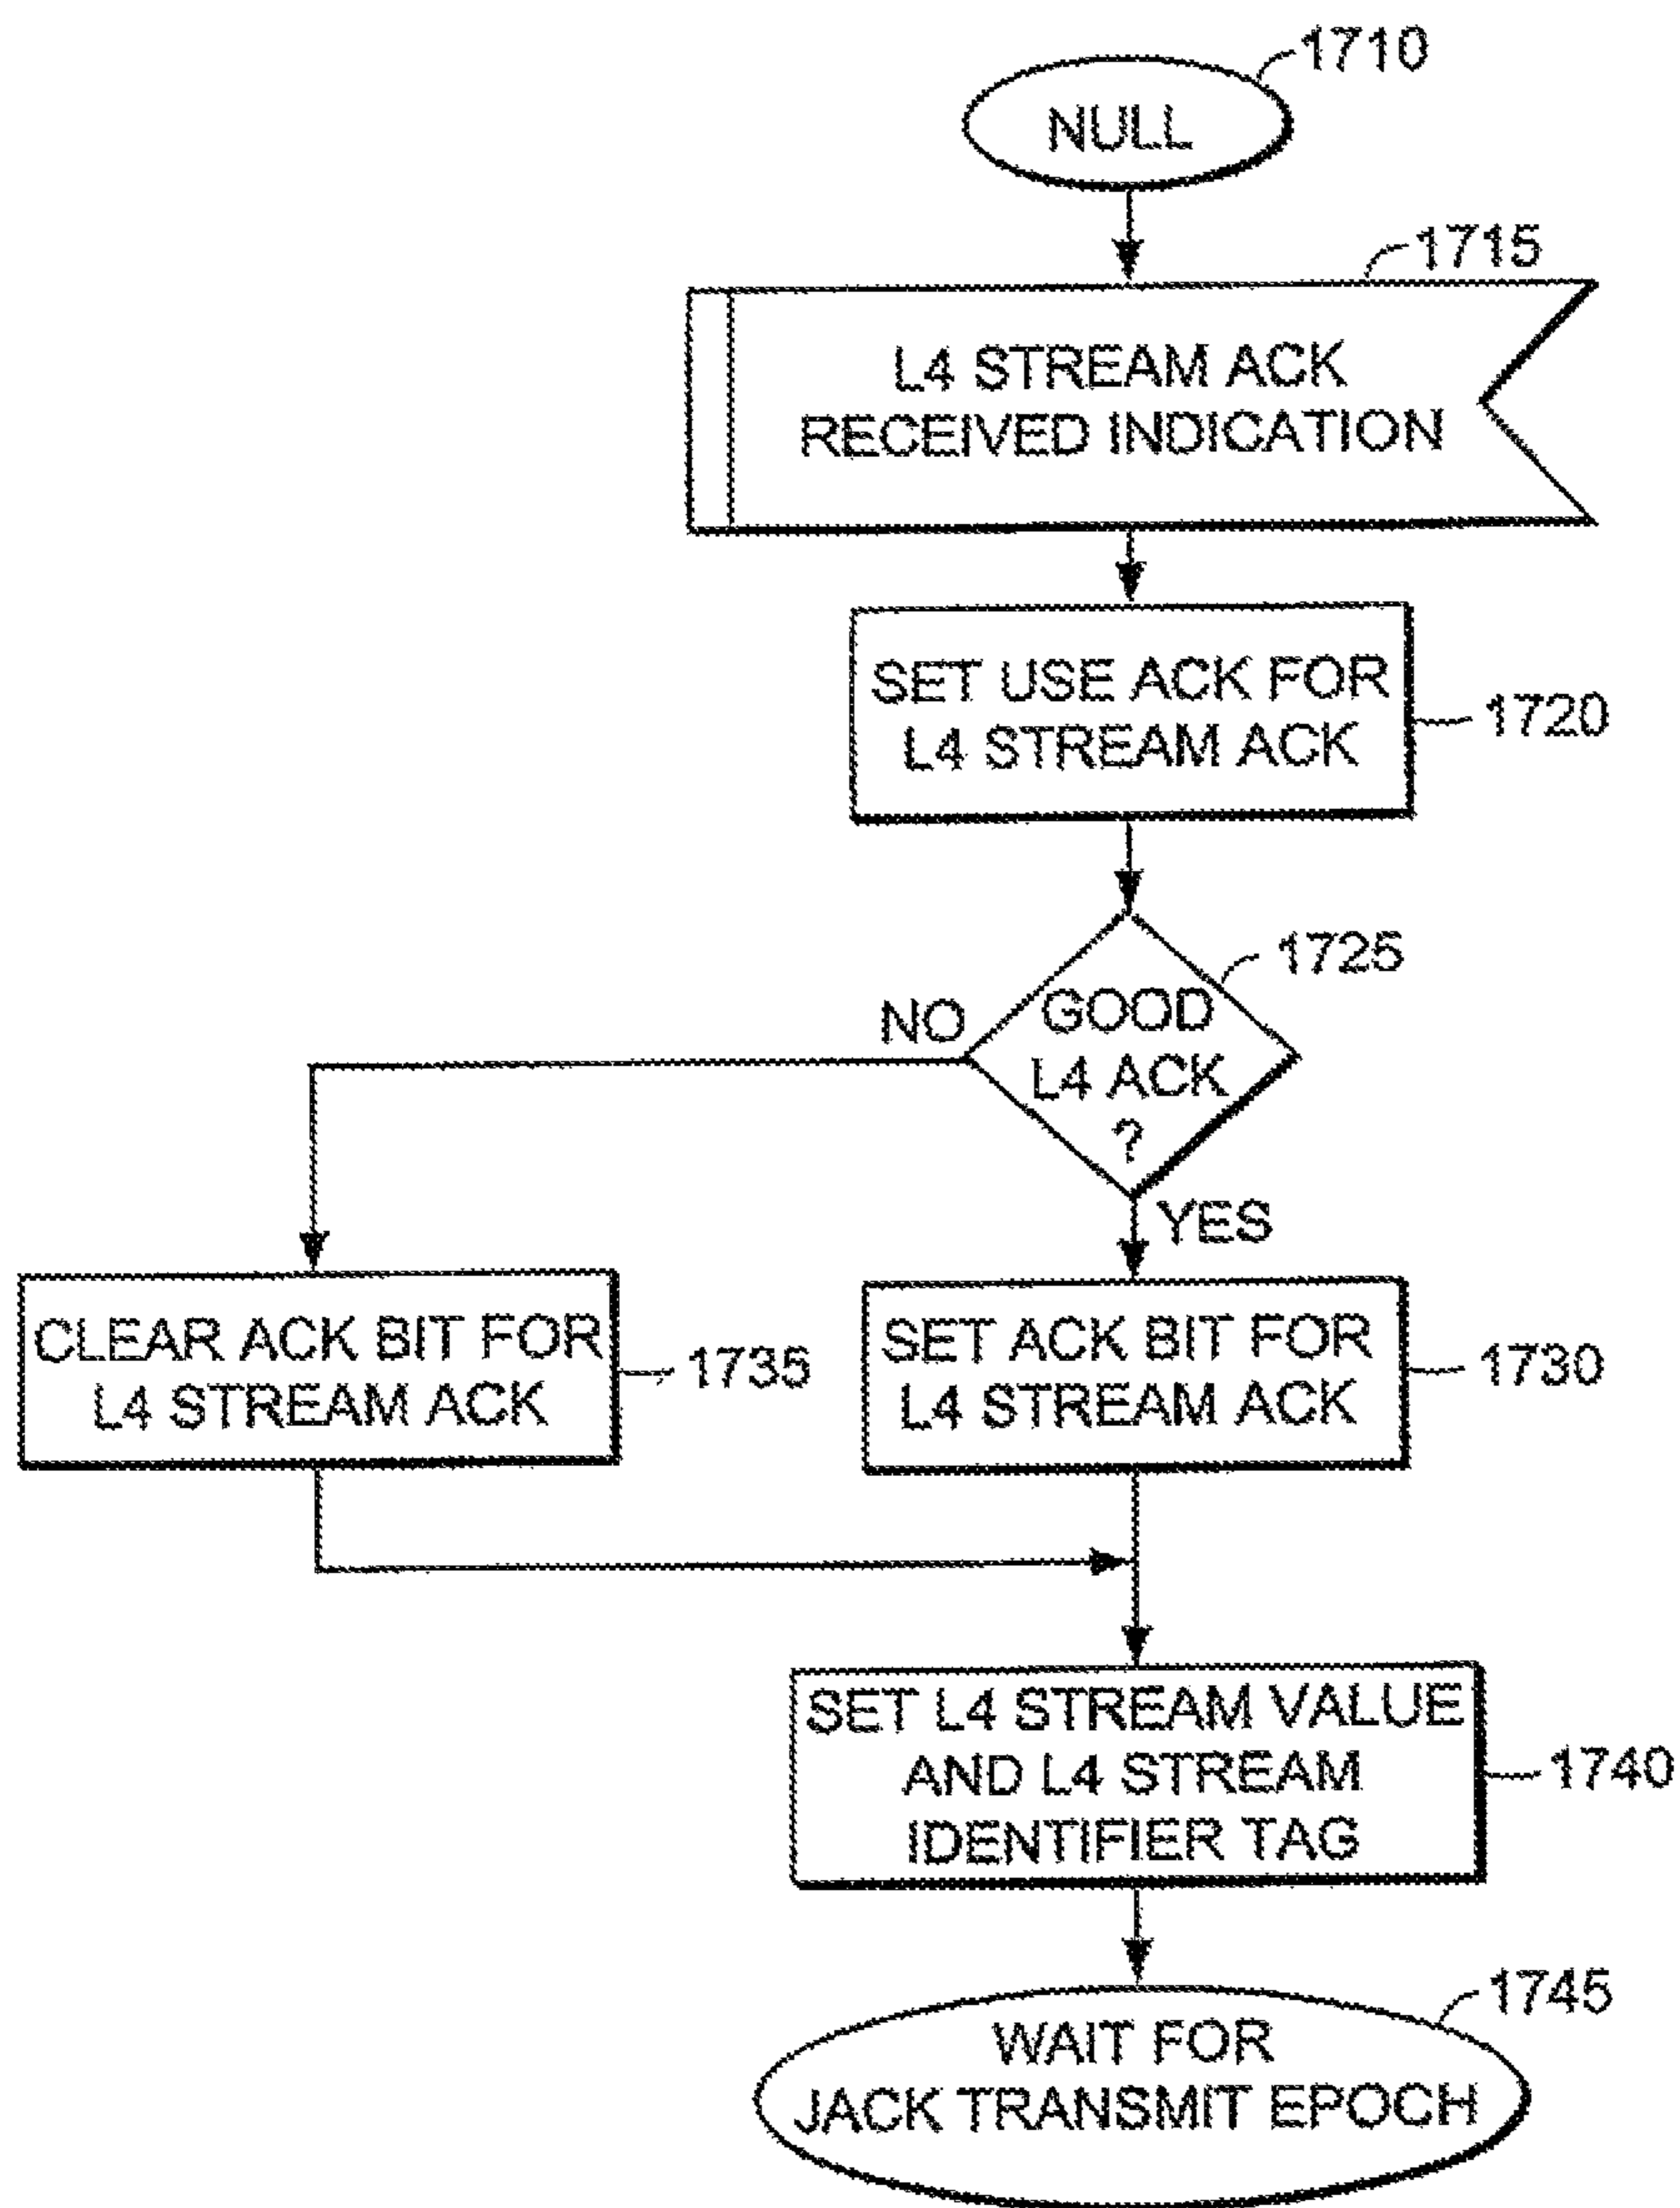 1710
NULL
1715
L4 STREAM ACK
RECEIVED INDICATION
SET USE ACK FOR
L4 STREAM ACK
1720
1725
NO
GOOD
L4 ACK
?
YES
CLEAR ACK BIT FOR
L4 STREAM ACK
1735
SET ACK BIT FOR
L4 STREAM ACK
1730
SET L4 STREAM VALUE
AND L4 STREAM
IDENTIFIER TAG
1740
1745
WAIT FOR
JACK TRANSMIT EPOCH